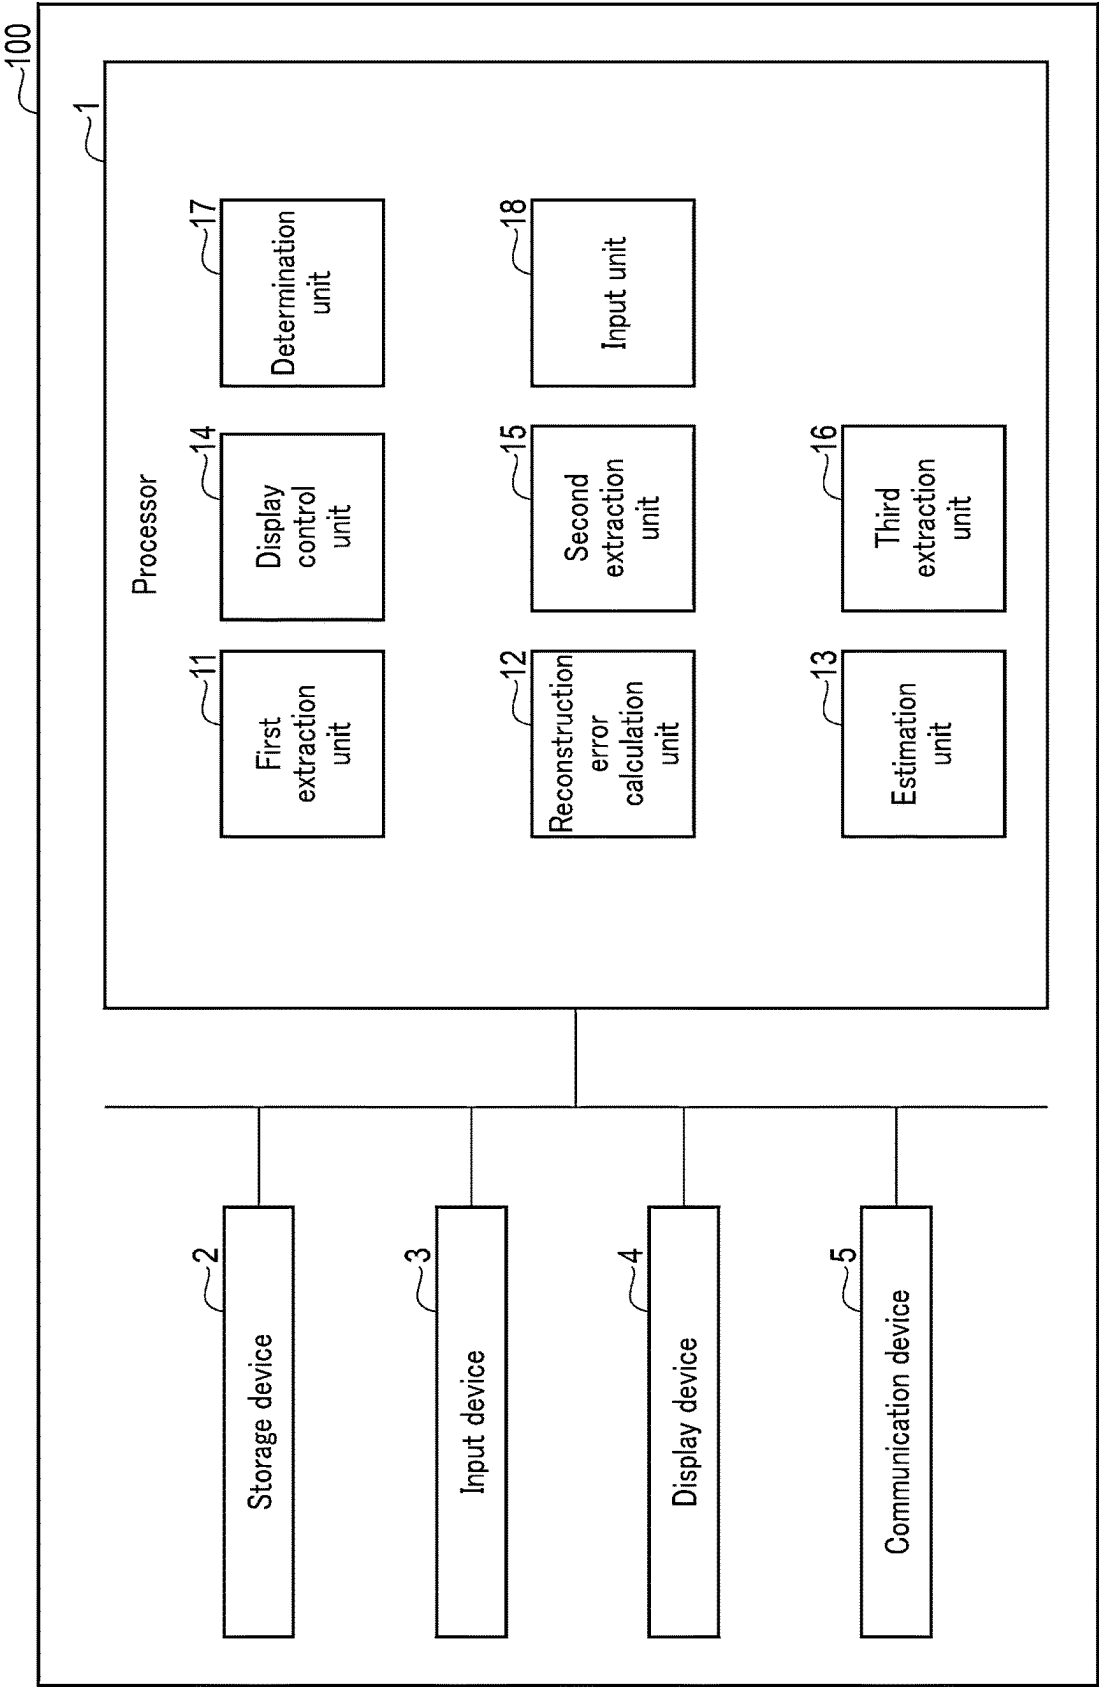 100
1
Processor
11
First
extraction
unit
14
Display
control
unit
17
Determination
unit
12
Reconstruction
error
calculation
unit
15
Second
extraction
unit
18
Input unit
13
Estimation
unit
16
Third
extraction
unit
2
Storage device
3
Input device
4
Display device
5
Communication device